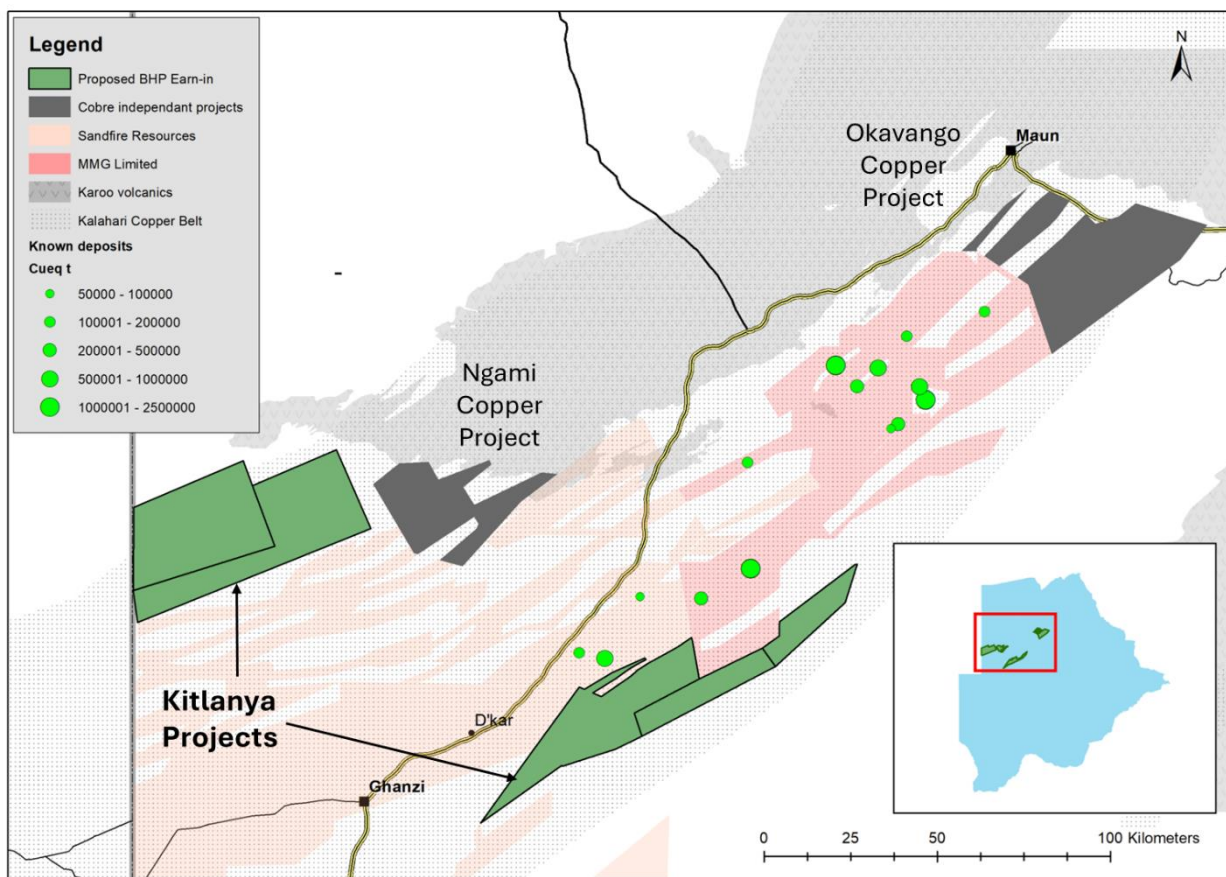 Legend
Proposed BHP Earn-in
Cobre independant projects
Sandfire Resources
MMG Limited
Karoo volcanics
Kalahari Copper Belt
Known deposits
Cueq t
50000 - 100000
100001 - 200000
200001 - 500000
500001 - 1000000
1000001 - 2500000
N
Okavango
Copper
Project
Maun
Ngami
Copper
Project
Kitlanya
Projects
D'kar
Ghanzi
0 25 50 100 Kilometers